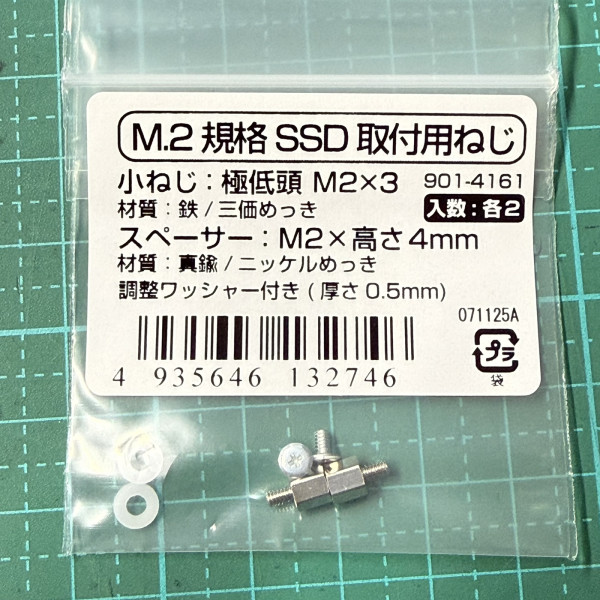 M.2 規格 SSD 取付用ねじ
小ねじ：極低頭 M2×3 901-4161
材質：鉄/三価めっき 入数：各2
スペーサー：M2×高さ4mm
材質：真鍮/ニッケルめっき
調整ワッシャー付き(厚さ0.5mm)
071125A
プラ
袋
4 935646 132746